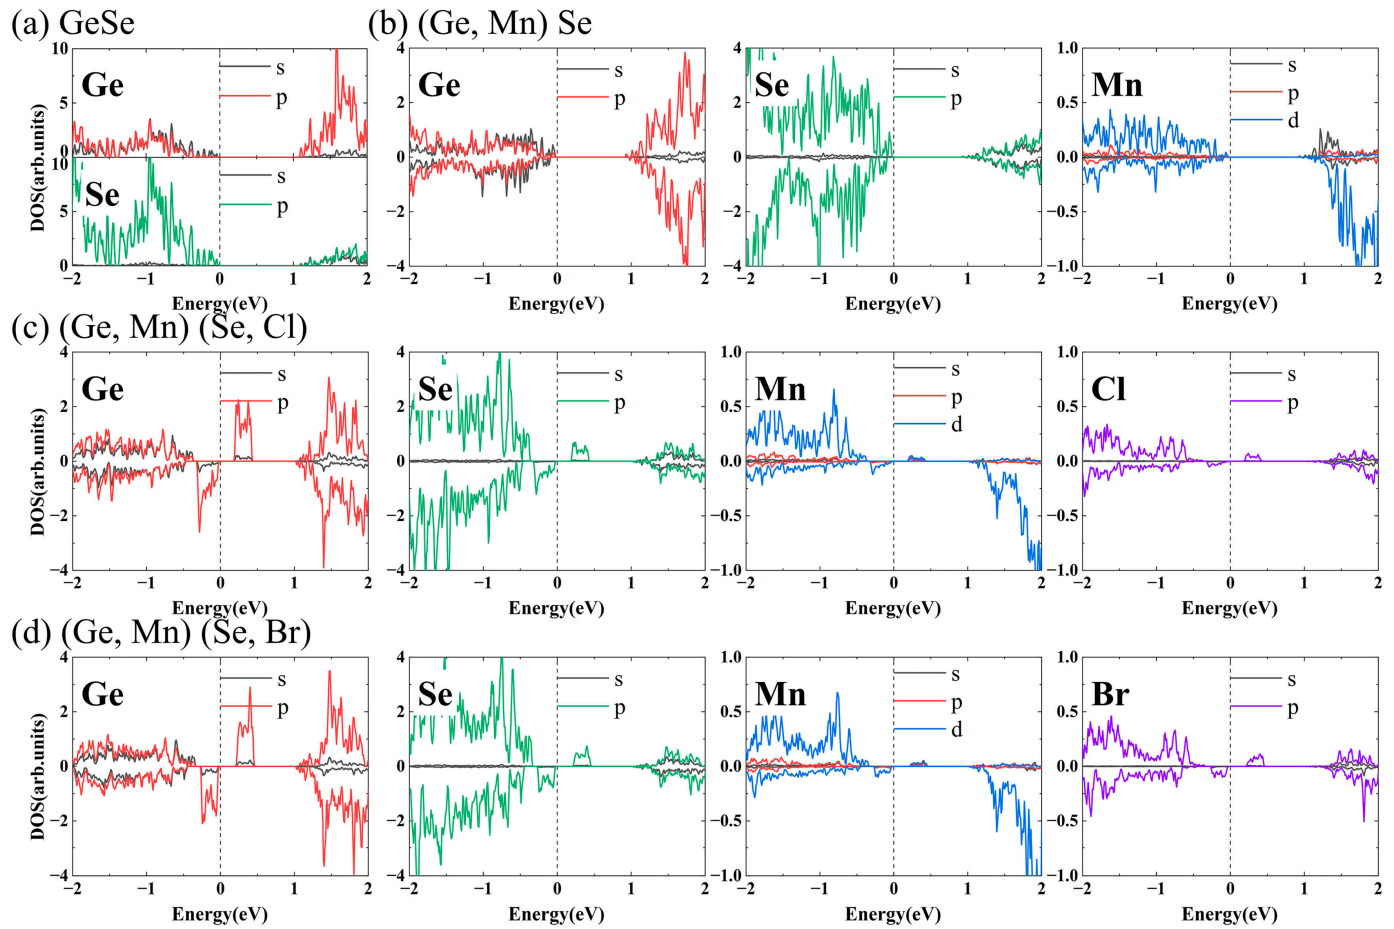 (a) GeSe
(b) (Ge, Mn) Se
DOS(arb.units)
10
5
0
Ge
s
p
10
5
0
Se
s
p
−2
−1
0
1
2
Energy(eV)
4
2
0
−2
−4
Ge
s
p
−2
−1
0
1
2
Energy(eV)
4
2
0
−2
−4
Se
s
p
−2
−1
0
1
2
Energy(eV)
1.0
0.5
0.0
−0.5
−1.0
Mn
s
p
d
−2
−1
0
1
2
Energy(eV)
(c) (Ge, Mn) (Se, Cl)
DOS(arb.units)
4
2
0
−2
−4
Ge
s
p
−2
−1
0
1
2
Energy(eV)
4
2
0
−2
−4
Se
s
p
−2
−1
0
1
2
Energy(eV)
1.0
0.5
0.0
−0.5
−1.0
Mn
s
p
d
−2
−1
0
1
2
Energy(eV)
1.0
0.5
0.0
−0.5
−1.0
Cl
s
p
−2
−1
0
1
2
Energy(eV)
(d) (Ge, Mn) (Se, Br)
DOS(arb.units)
4
2
0
−2
−4
Ge
s
p
−2
−1
0
1
2
Energy(eV)
4
2
0
−2
−4
Se
s
p
−2
−1
0
1
2
Energy(eV)
1.0
0.5
0.0
−0.5
−1.0
Mn
s
p
d
−2
−1
0
1
2
Energy(eV)
1.0
0.5
0.0
−0.5
−1.0
Br
s
p
−2
−1
0
1
2
Energy(eV)